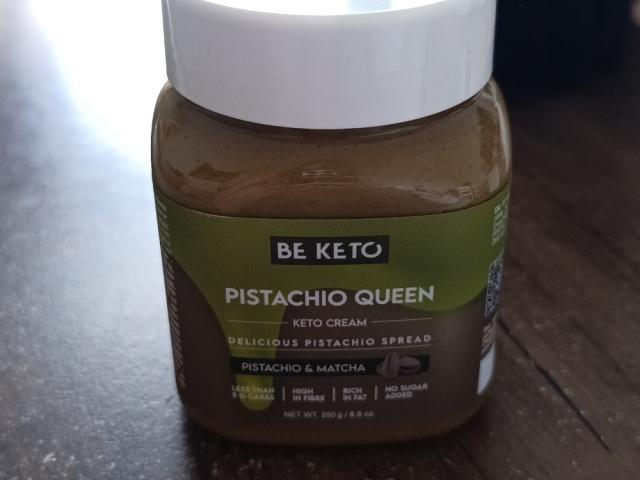 BE KETO
PISTACHIO QUEEN
KETO CREAM
DELICIOUS PISTACHIO SPREAD
PISTACHIO & MATCHA
LESS THAN 5 G CARBS | HIGH IN FIBRE | RICH IN FAT | NO SUGAR ADDED
NET WT. 250 g / 8.8 oz.